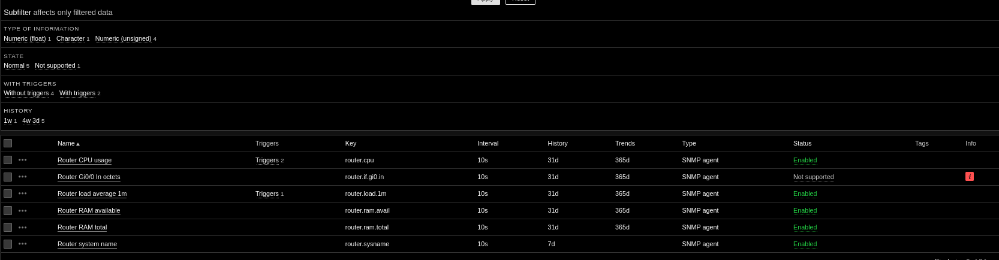 Subfilter affects only filtered data
TYPE OF INFORMATION
Numeric (float) 1 Character 1 Numeric (unsigned) 4
STATE
Normal 5 Not supported 1
WITH TRIGGERS
Without triggers 4 With triggers 2
HISTORY
1w 1 4w 3d 5
Name Triggers Key Interval History Trends Type Status Tags Info
Router CPU usage Triggers 2 router.cpu 10s 31d 365d SNMP agent Enabled
Router Gi0/0 In octets router.if.gi0.in 10s 31d 365d SNMP agent Not supported i
Router load average 1m Triggers 1 router.load.1m 10s 31d 365d SNMP agent Enabled
Router RAM available router.ram.avail 10s 31d 365d SNMP agent Enabled
Router RAM total router.ram.total 10s 31d 365d SNMP agent Enabled
Router system name router.sysname 10s 7d SNMP agent Enabled